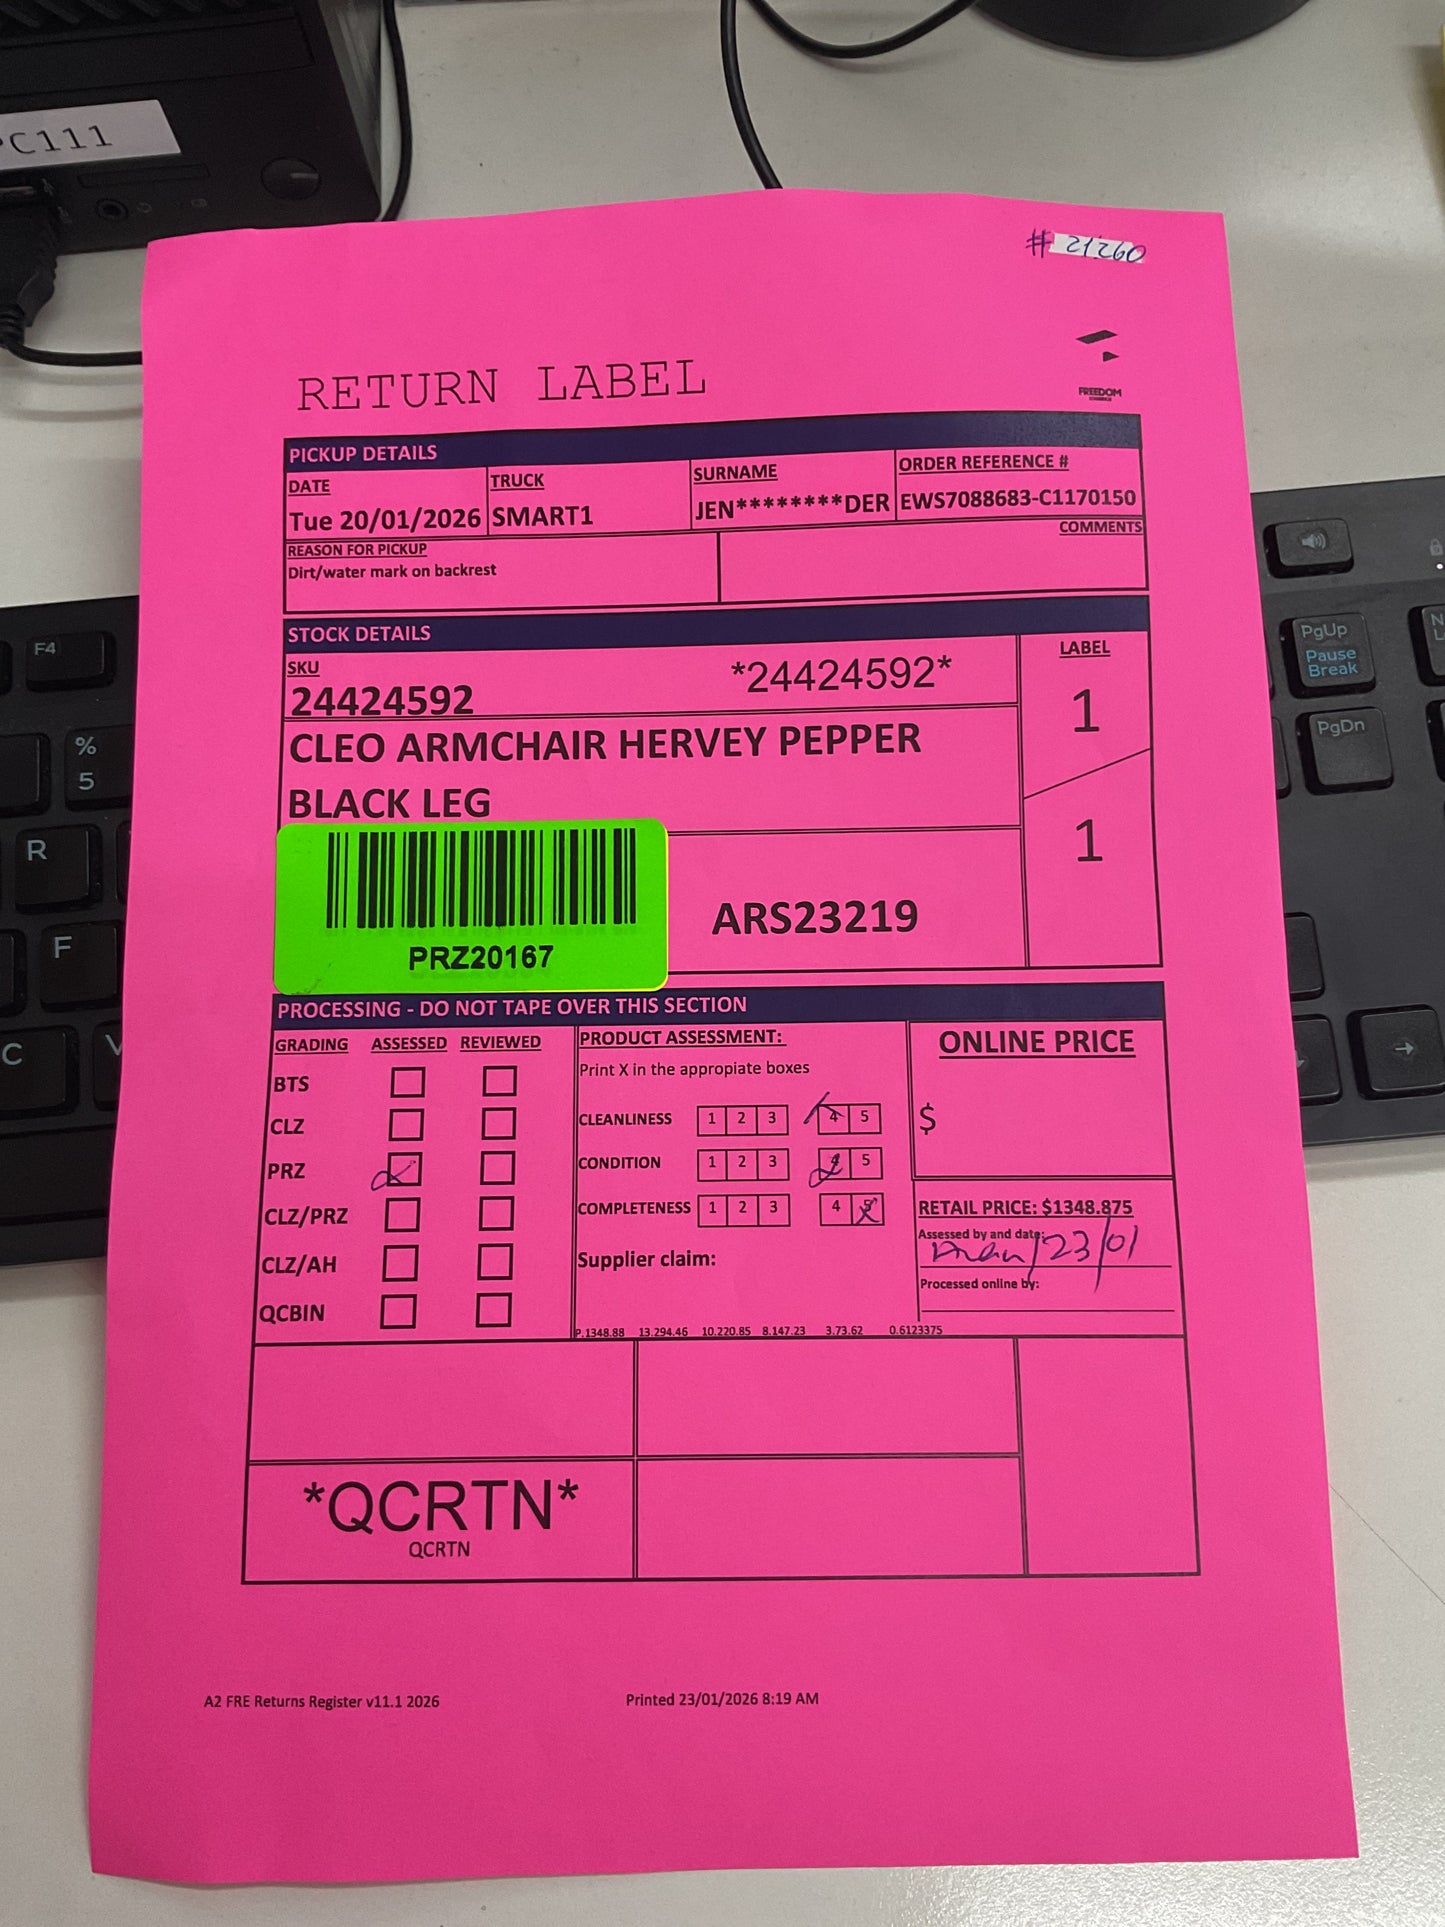 C111
# 21260
FREEDOM
RETURN LABEL
PICKUP DETAILS
DATE TRUCK SURNAME ORDER REFERENCE #
Tue 20/01/2026 SMART1 JEN********DER EWS7088683-C1170150
REASON FOR PICKUP COMMENTS
Dirt/water mark on backrest
STOCK DETAILS
SKU LABEL
24424592 *24424592* 1
CLEO ARMCHAIR HERVEY PEPPER
BLACK LEG
1
ARS23219
PRZ20167
PROCESSING - DO NOT TAPE OVER THIS SECTION
GRADING ASSESSED REVIEWED PRODUCT ASSESSMENT: ONLINE PRICE
Print X in the appropiate boxes
BTS
CLZ CLEANLINESS 1 2 3 4 5 $
PRZ CONDITION 1 2 3 4 5
CLZ/PRZ COMPLETENESS 1 2 3 4 5 RETAIL PRICE: $1348.875
Assessed by and date:
23/01
CLZ/AH Supplier claim:
Processed online by:
QCBIN
P.1348.88 13.294.46 10.220.85 8.147.23 3.73.62 0.6123375
*QCRTN*
QCRTN
A2 FRE Returns Register v11.1 2026 Printed 23/01/2026 8:19 AM
F4
%
5
R
F
C
V
PgUp
Pause
Break
PgDn
→